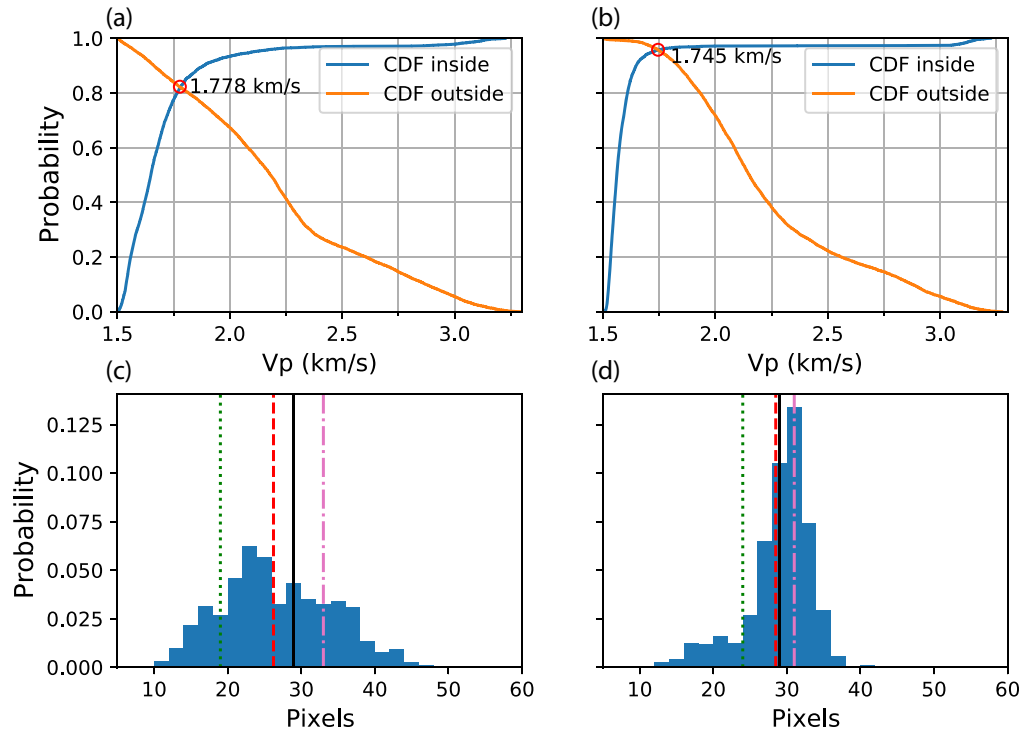 (a)
(b)
1.0
0.8
0.6
0.4
0.2
0.0
Probability
1.778 km/s
CDF inside
CDF outside
1.745 km/s
CDF inside
CDF outside
1.5 2.0 2.5 3.0
1.5 2.0 2.5 3.0
Vp (km/s)
Vp (km/s)
(c)
(d)
0.125
0.100
0.075
0.050
0.025
0.000
Probability
10 20 30 40 50 60
10 20 30 40 50 60
Pixels
Pixels